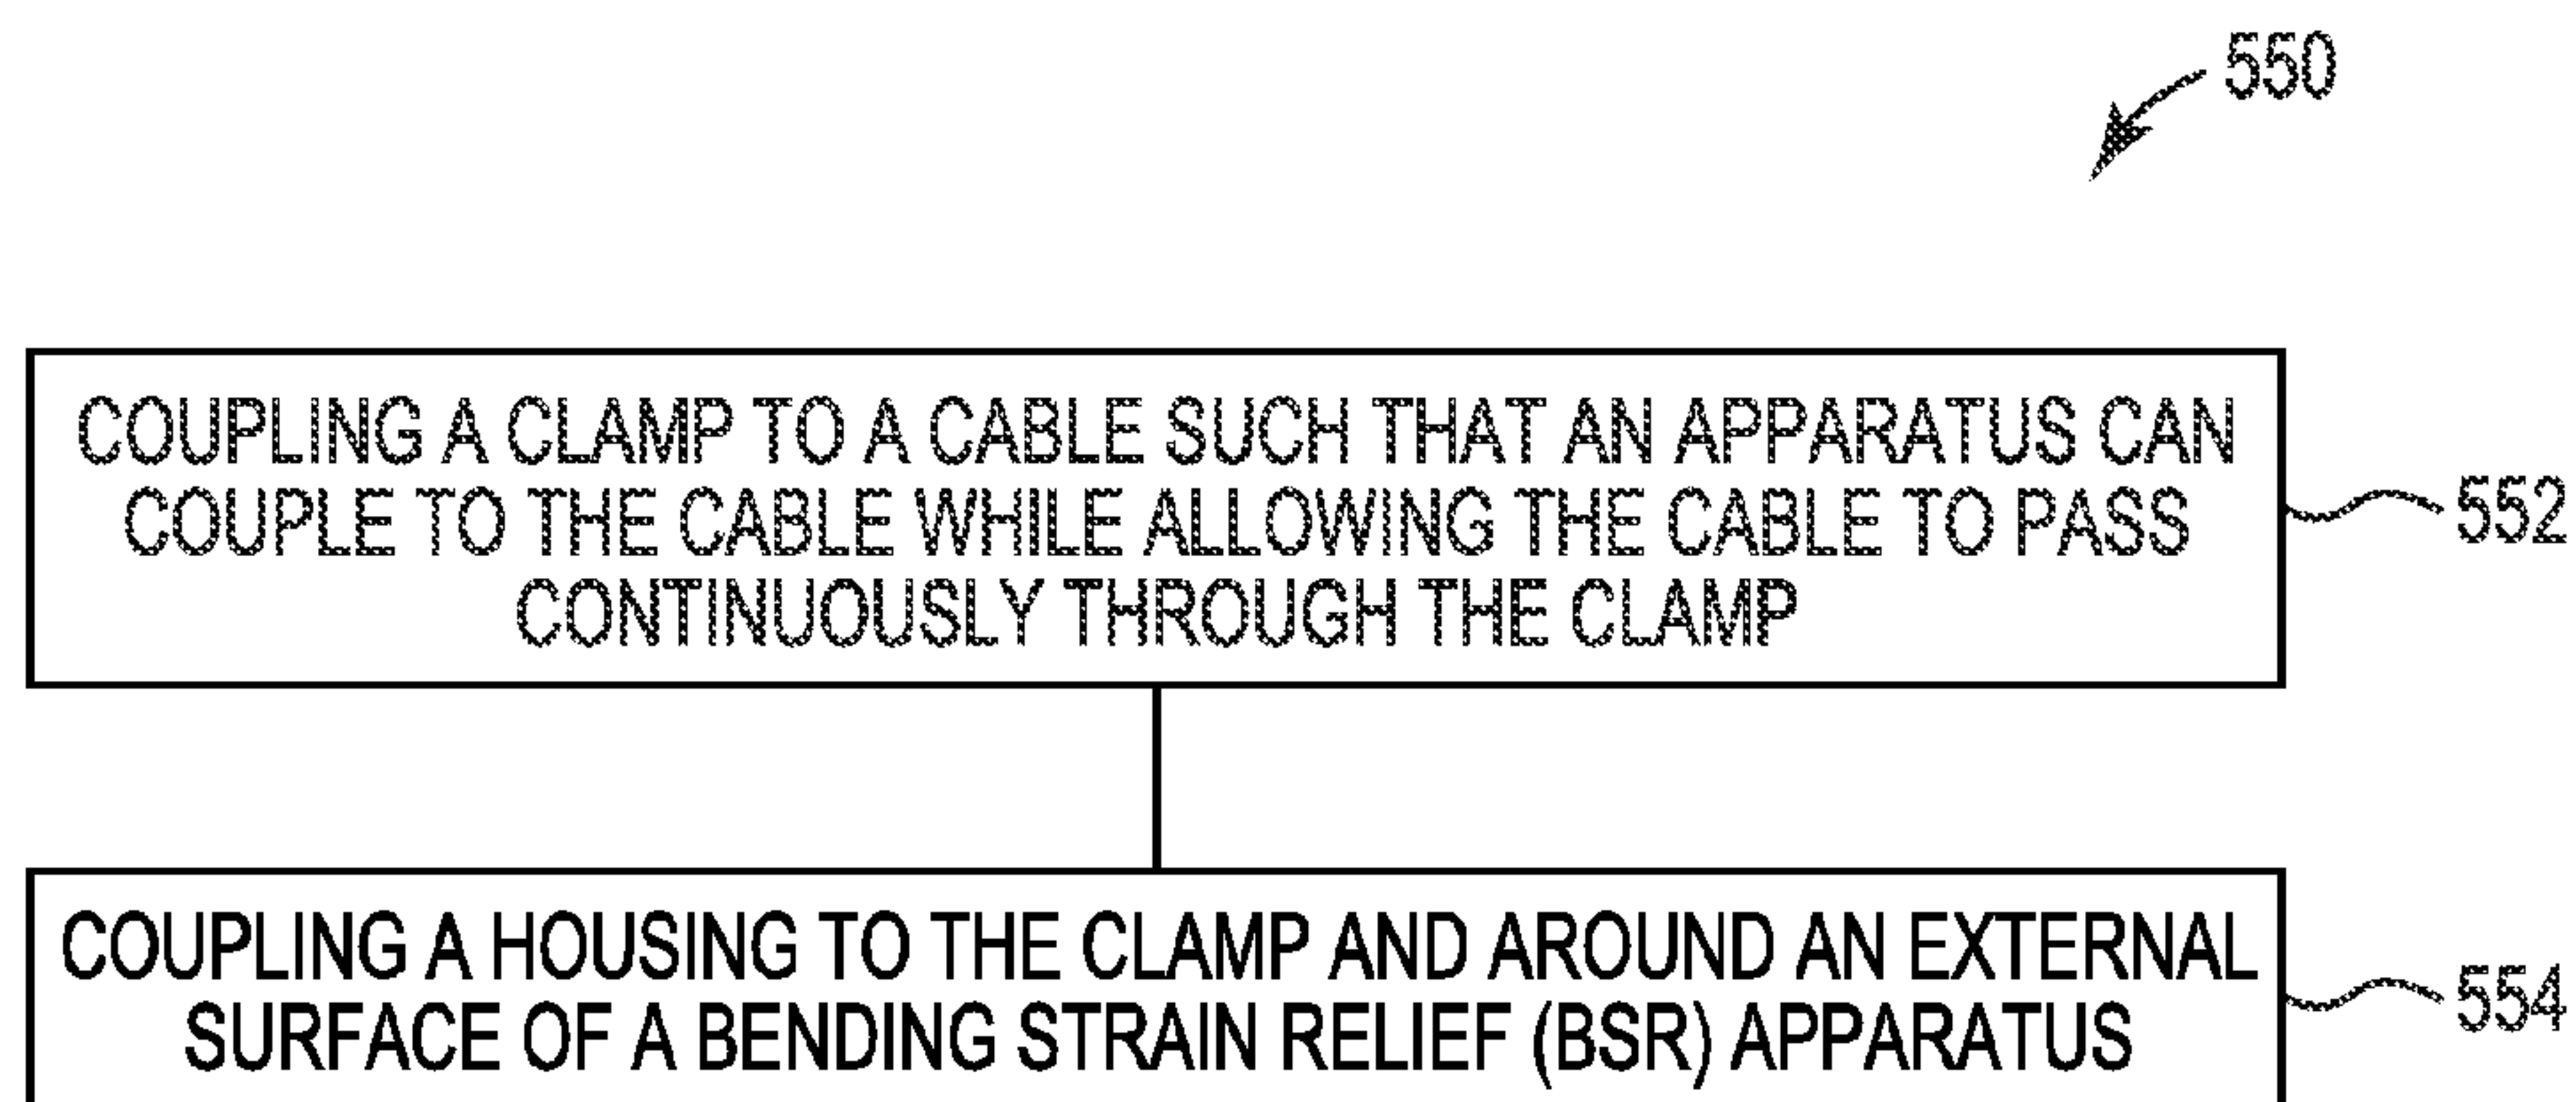 550
COUPLING A CLAMP TO A CABLE SUCH THAT AN APPARATUS CAN
COUPLE TO THE CABLE WHILE ALLOWING THE CABLE TO PASS
CONTINUOUSLY THROUGH THE CLAMP
552
COUPLING A HOUSING TO THE CLAMP AND AROUND AN EXTERNAL
SURFACE OF A BENDING STRAIN RELIEF (BSR) APPARATUS
554